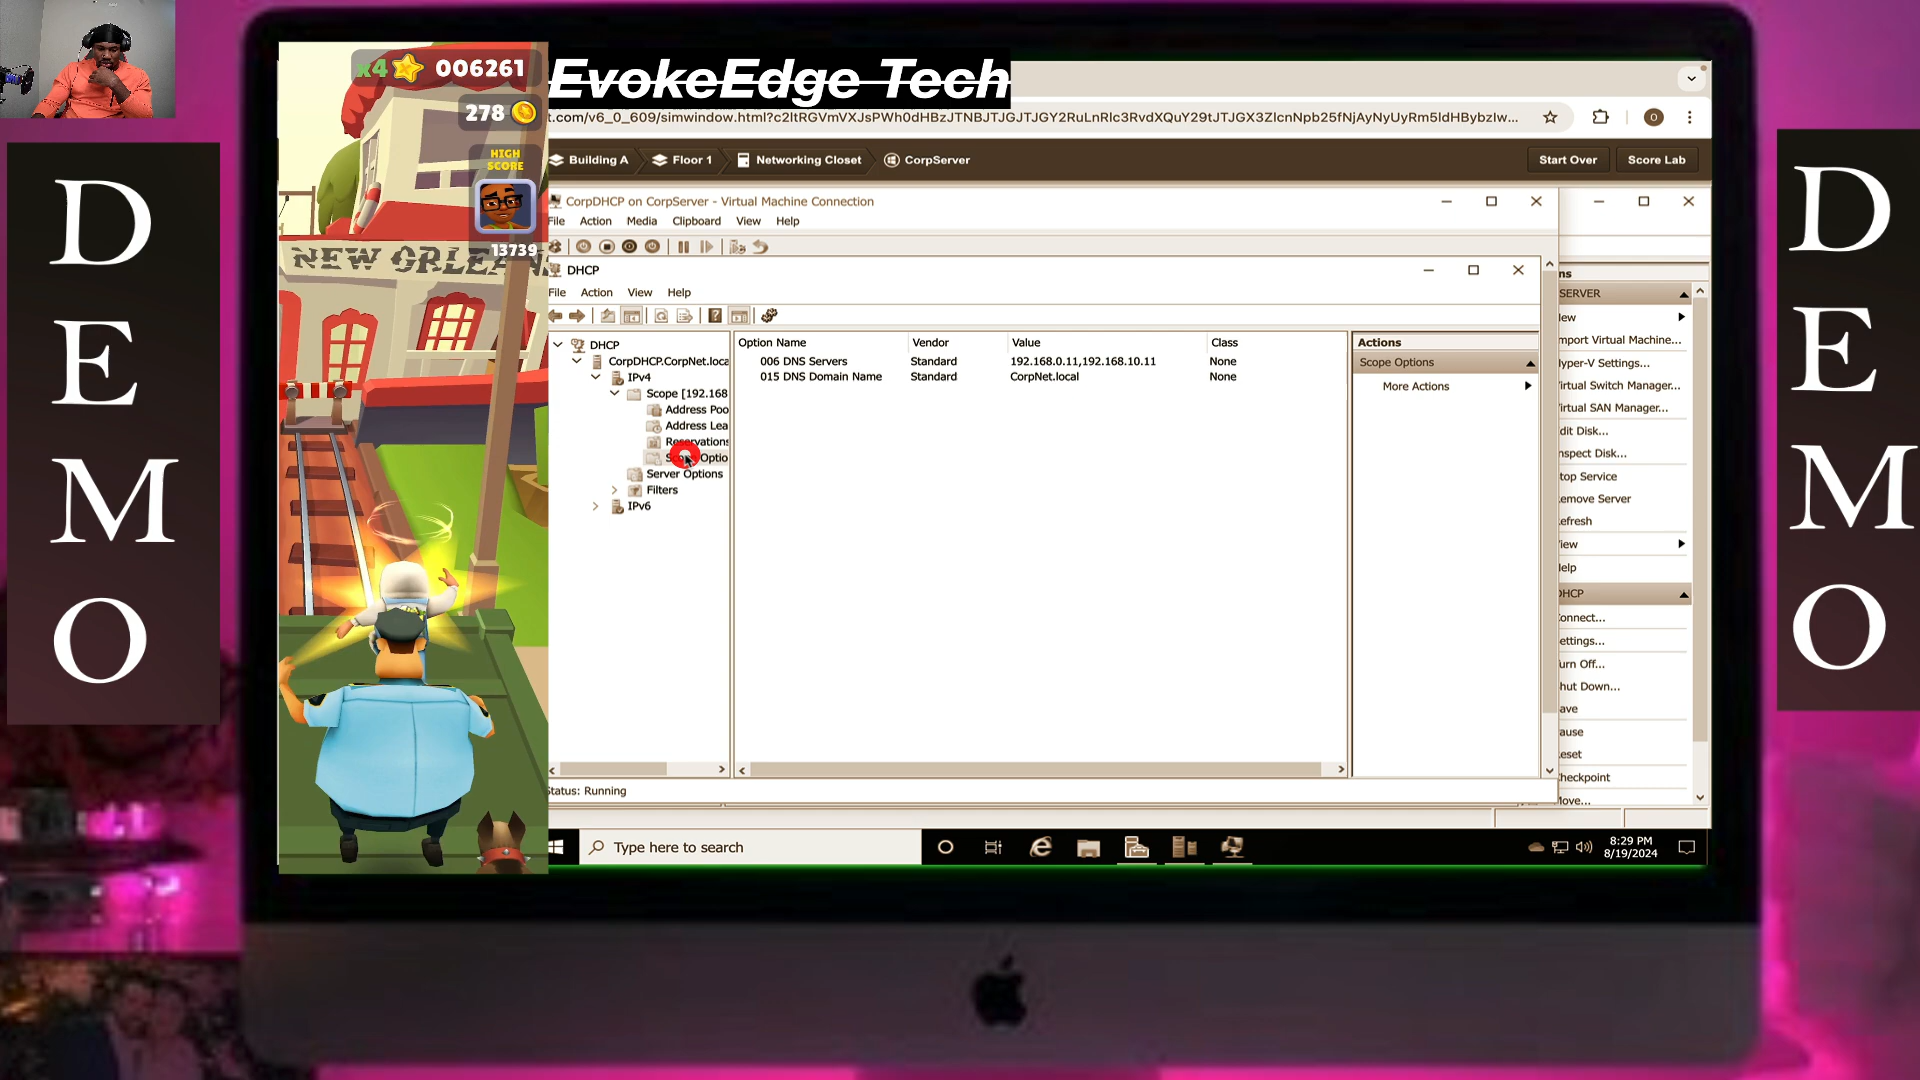 D
E
M
O
x4 006261
278
HIGH
SCORE
13739
NEW ORLEANS
EvokeEdge Tech
t.com/v6_0_609/simwindow.html?c2ltRGVmVXJsPWh0dHBzJTNBJTJGJTJGY2RuLnRlc3RvdXQuY29tJTJGX3ZlcnNpb25fNjAyNyUyRm5ldHBybzIw...
Building A
Floor 1
Networking Closet
CorpServer
Start Over
Score Lab
CorpDHCP on CorpServer - Virtual Machine Connection
File Action Media Clipboard View Help
DHCP
File Action View Help
DHCP
CorpDHCP.CorpNet.loca
IPv4
Scope [192.168
Address Poo
Address Lea
Reservations
Scope Optio
Server Options
Filters
IPv6
Option Name Vendor Value Class
006 DNS Servers Standard 192.168.0.11,192.168.10.11 None
015 DNS Domain Name Standard CorpNet.local None
Actions
Scope Options
More Actions
Status: Running
ns
SERVER
ew
mport Virtual Machine...
yper-V Settings...
irtual Switch Manager...
irtual SAN Manager...
dit Disk...
nspect Disk...
top Service
emove Server
efresh
iew
elp
DHCP
onnect...
ettings...
urn Off...
hut Down...
ave
ause
eset
heckpoint
ove...
Type here to search
8:29 PM
8/19/2024
D
E
M
O